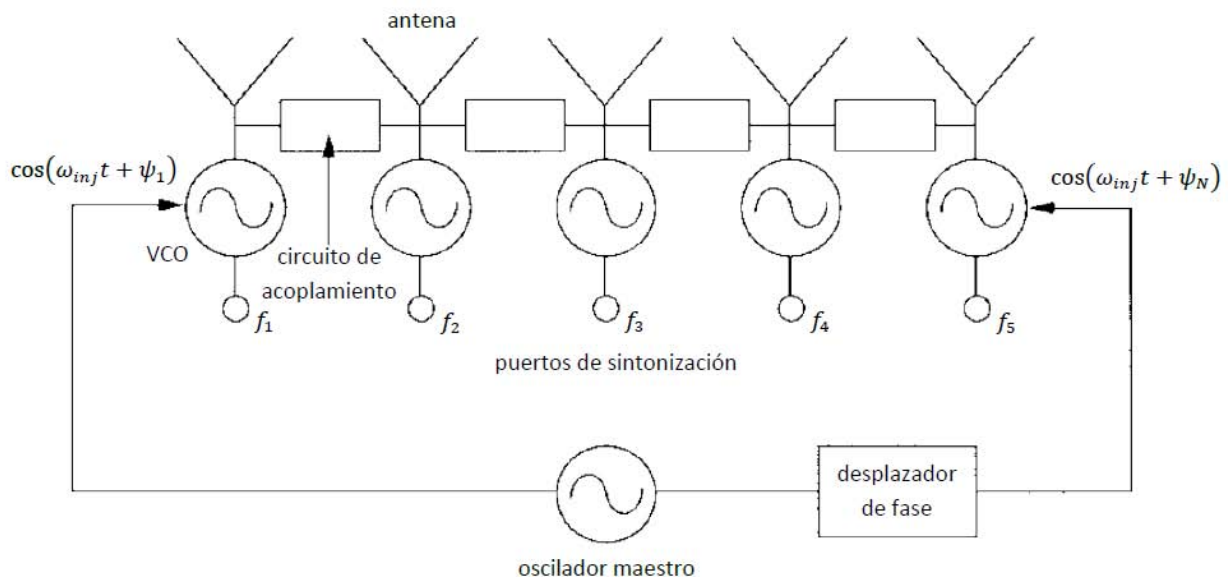 antena
cos(ω_inj t + ψ_1)
cos(ω_inj t + ψ_N)
VCO
circuito de
acoplamiento
f_1
f_2
f_3
f_4
f_5
puertos de sintonización
desplazador
de fase
oscilador maestro